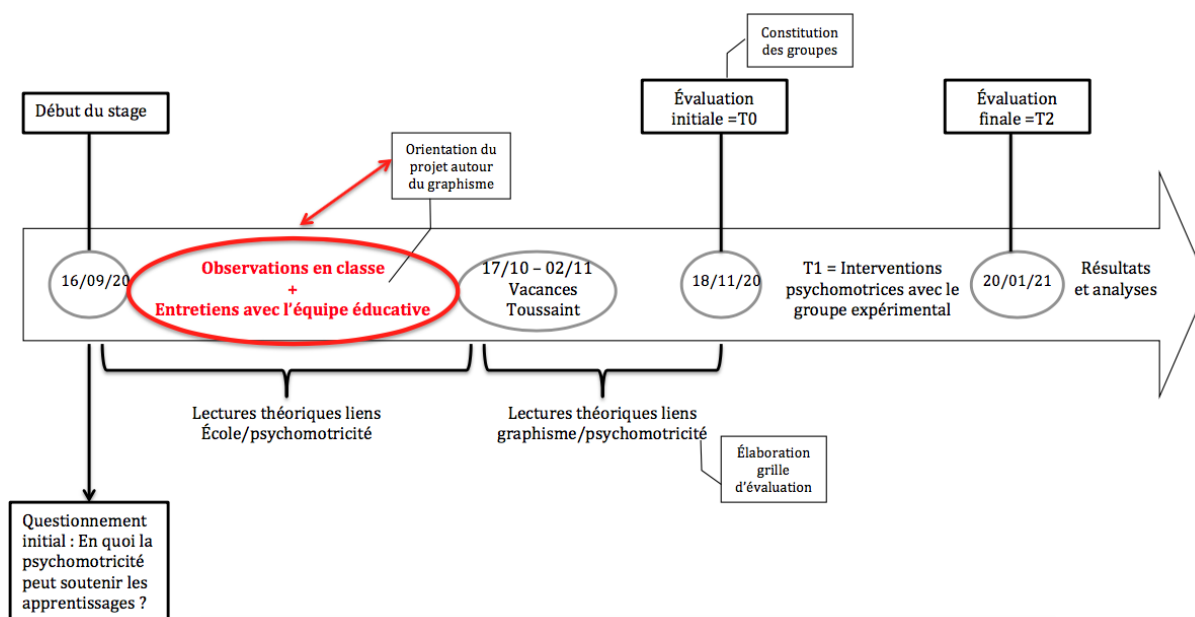 Constitution
des groupes
Début du stage
Évaluation
initiale =T0
Évaluation
finale =T2
Orientation du
projet autour
du graphisme
16/09/20
Observations en classe
+
Entretiens avec l'équipe éducative
17/10 – 02/11
Vacances
Toussaint
18/11/20
T1 = Interventions
psychomotrices avec le
groupe expérimental
20/01/21
Résultats
et analyses
Lectures théoriques liens
École/psychomotricité
Lectures théoriques liens
graphisme/psychomotricité
Élaboration
grille
d'évaluation
Questionnement
initial : En quoi la
psychomotricité
peut soutenir les
apprentissages ?